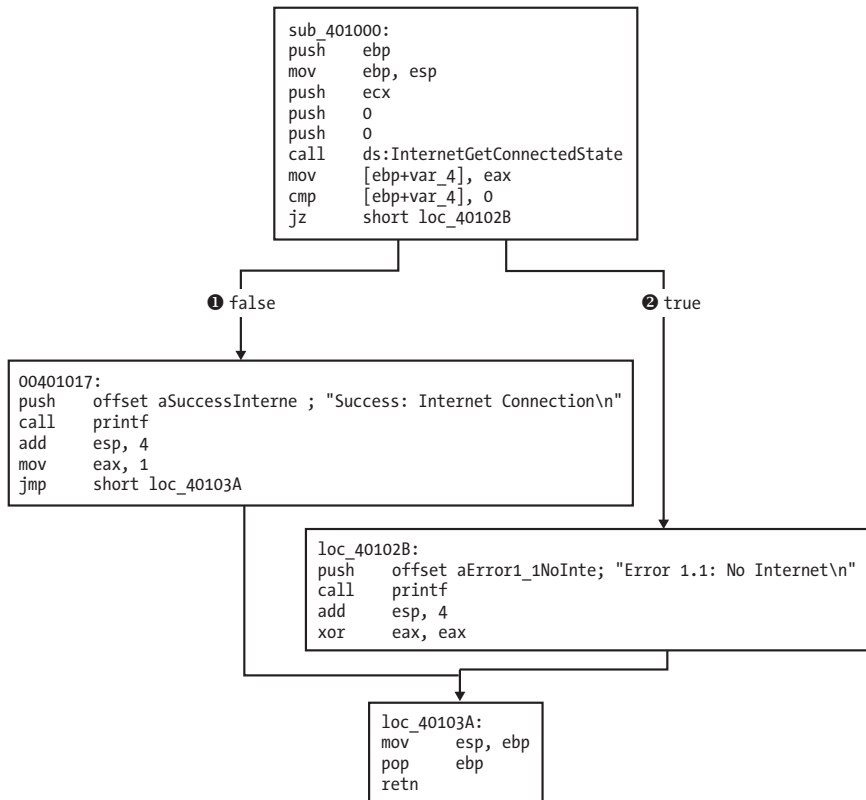 sub_401000:
push ebp
mov ebp, esp
push ecx
push 0
push 0
call ds:InternetGetConnectedState
mov [ebp+var_4], eax
cmp [ebp+var_4], 0
jz short loc_40102B
❶ false
❷ true
00401017:
push offset aSuccessInterne ; "Success: Internet Connection\n"
call printf
add esp, 4
mov eax, 1
jmp short loc_40103A
loc_40102B:
push offset aError1_1NoInte; "Error 1.1: No Internet\n"
call printf
add esp, 4
xor eax, eax
loc_40103A:
mov esp, ebp
pop ebp
retn